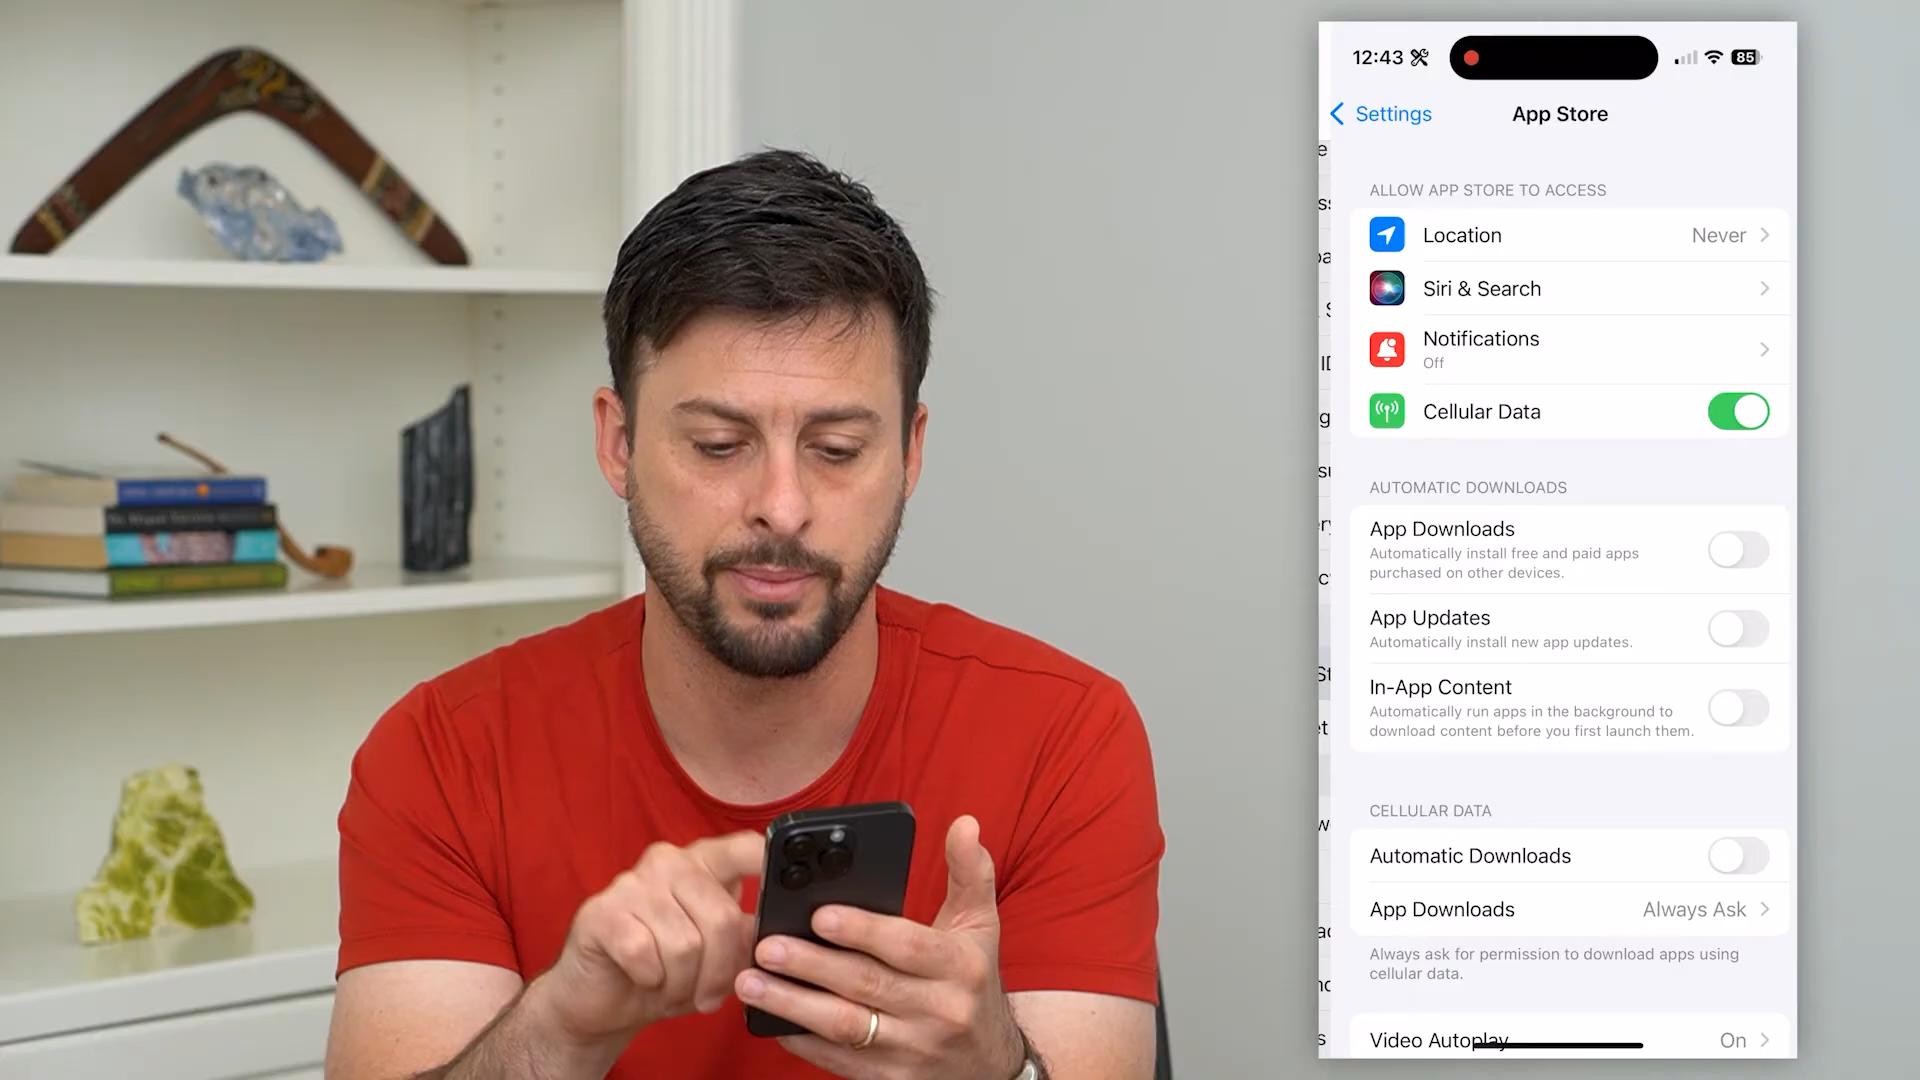 12:43
85
Settings
App Store
ALLOW APP STORE TO ACCESS
Location
Never
Siri & Search
Notifications
Off
Cellular Data
AUTOMATIC DOWNLOADS
App Downloads
Automatically install free and paid apps
purchased on other devices.
App Updates
Automatically install new app updates.
In-App Content
Automatically run apps in the background to
download content before you first launch them.
CELLULAR DATA
Automatic Downloads
App Downloads
Always Ask
Always ask for permission to download apps using
cellular data.
Video Autoplay
On